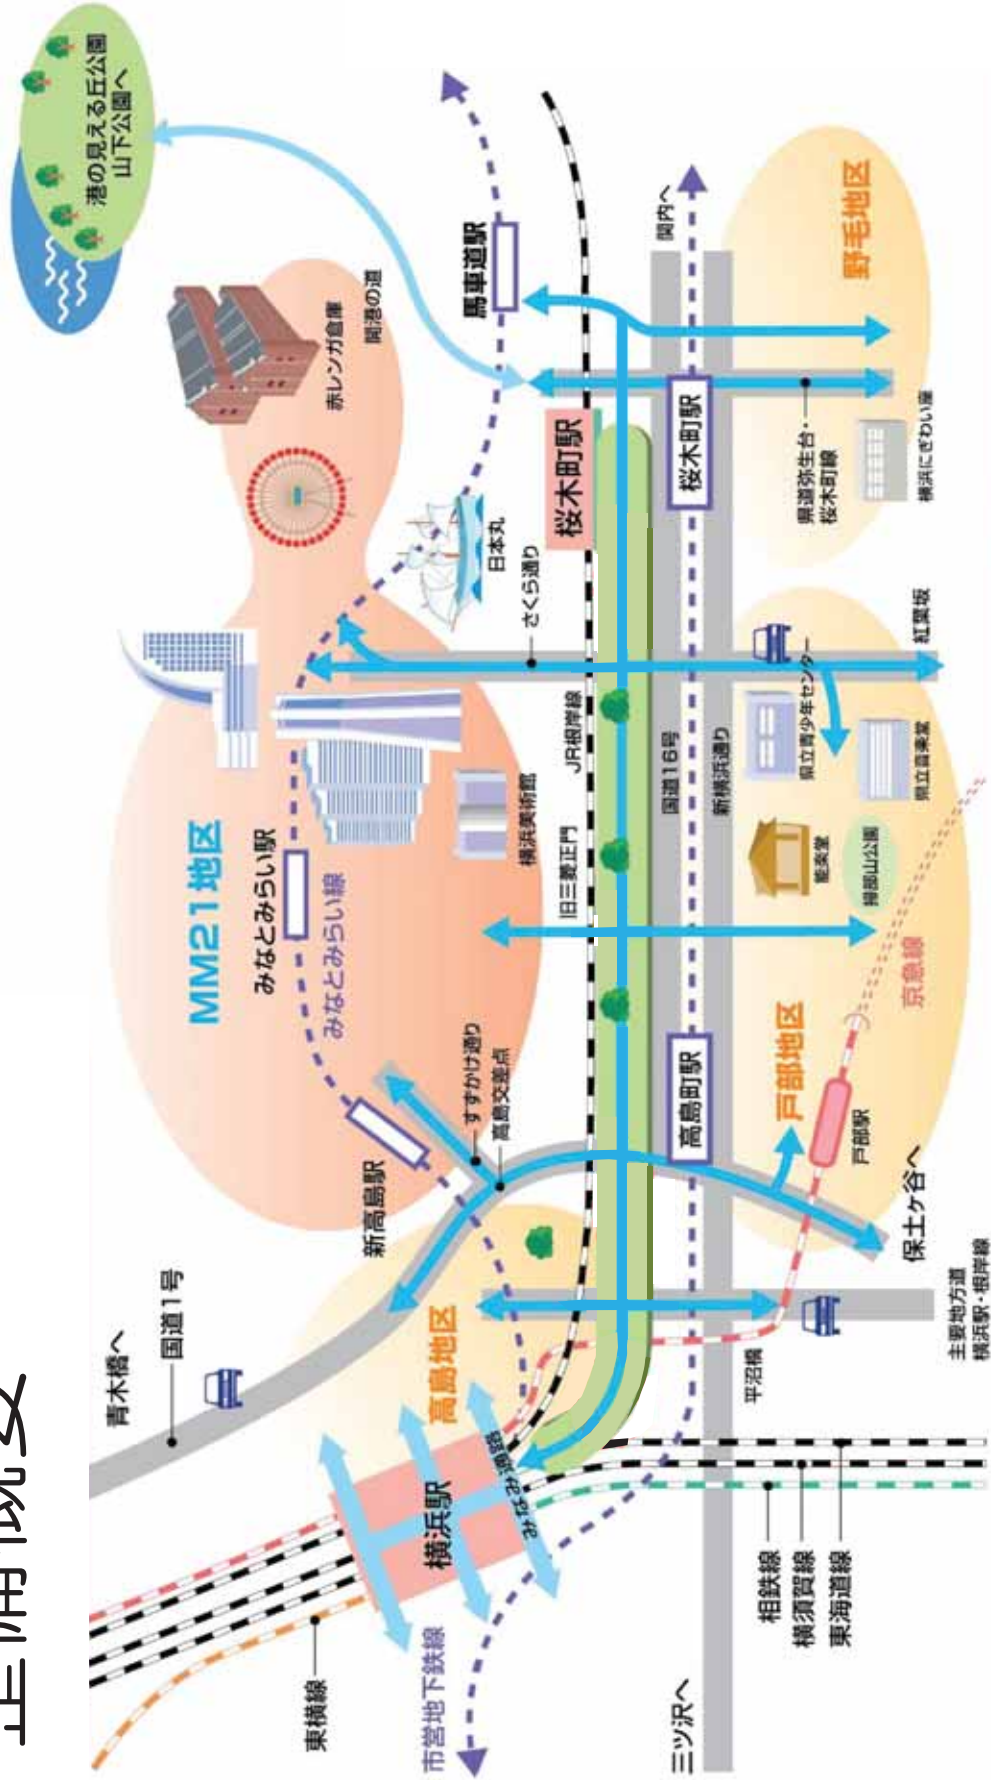 整備概要
青木橋へ
国道1号
東横線
市営地下鉄線
三ツ沢へ
横浜駅
みなみ通路
高島地区
相鉄線
横須賀線
東海道線
平沼橋
主要地方道
横浜駅・根岸線
保土ヶ谷へ
新高島駅
すずかけ通り
高島交差点
高島町駅
戸部地区
戸部駅
京急線
MM21地区
みなとみらい駅
みなとみらい線
横浜美術館
旧三菱正門
JR根岸線
国道16号
新横浜通り
能楽堂
掃部山公園
県立青少年センター
県立音楽堂
紅葉坂
さくら通り
日本丸
桜木町駅
桜木町駅
県道弥生台・
桜木町線
横浜にぎわい座
野毛地区
関内へ
馬車道駅
赤レンガ倉庫
開港の道
港の見える丘公園
山下公園へ